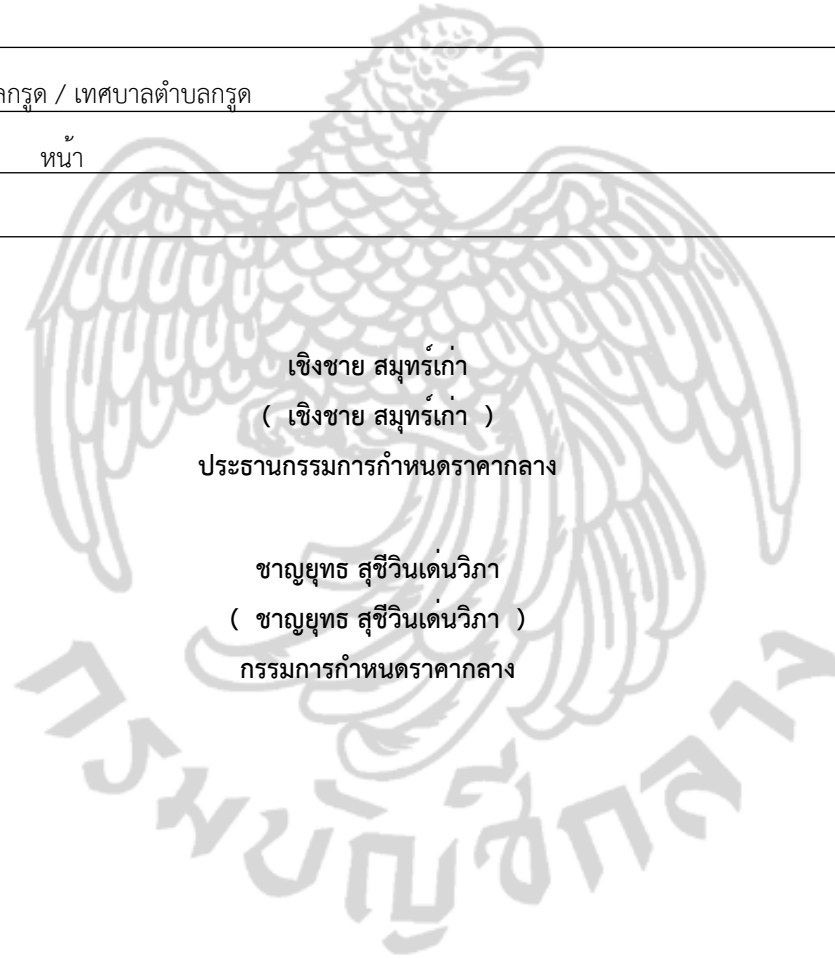 ลกรูด / เทศบาลตำบลกรูด
หน้า
เชิงชาย สมุทร์เก่า
( เชิงชาย สมุทร์เก่า )
ประธานกรรมการกำหนดราคากลาง
ชาญยุทธ สุชีวินเด่นวิภา
( ชาญยุทธ สุชีวินเด่นวิภา )
กรรมการกำหนดราคากลาง
กรมบัญชีกลาง